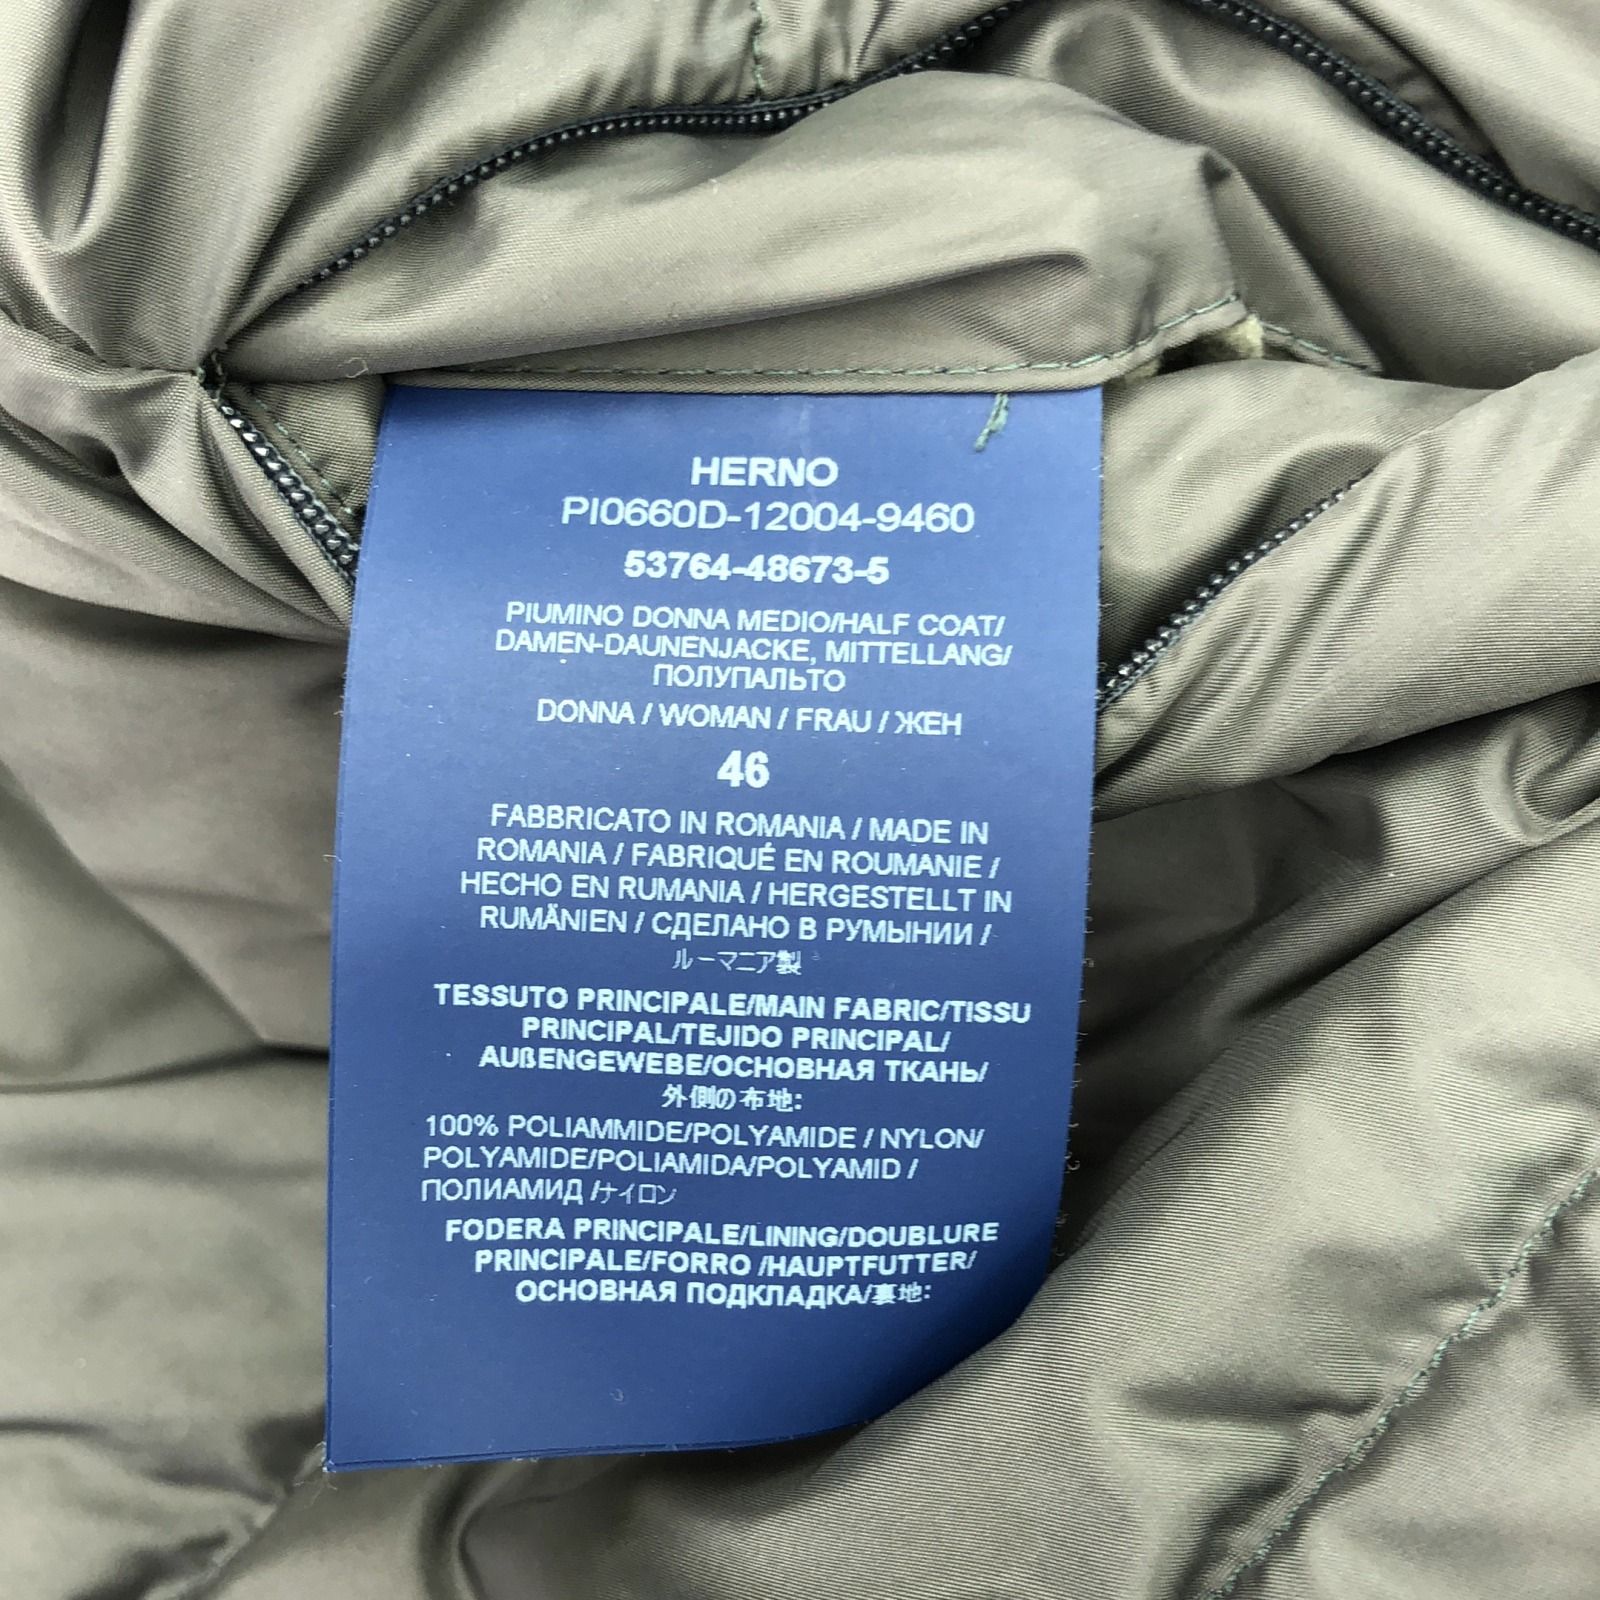 HERNO
PI0660D-12004-9460
53764-48673-5
PIUMINO DONNA MEDIO/HALF COAT/
DAMEN-DAUNENJACKE, MITTELLANG/
ПОЛУПАЛЬТО
DONNA / WOMAN / FRAU / ЖЕН
46
FABBRICATO IN ROMANIA / MADE IN
ROMANIA / FABRIQUÉ EN ROUMANIE /
HECHO EN RUMANIA / HERGESTELLT IN
RUMÄNIEN / СДЕЛАНО В РУМЫНИИ /
ルーマニア製
TESSUTO PRINCIPALE/MAIN FABRIC/TISSU
PRINCIPAL/TEJIDO PRINCIPAL/
AUßENGEWEBE/ОСНОВНАЯ ТКАНЬ/
外側の布地:
100% POLIAMMIDE/POLYAMIDE / NYLON/
POLYAMIDE/POLIAMIDA/POLYAMID /
ПОЛИАМИД /ナイロン
FODERA PRINCIPALE/LINING/DOUBLURE
PRINCIPALE/FORRO /HAUPTFUTTER/
ОСНОВНАЯ ПОДКЛАДКА/裏地: